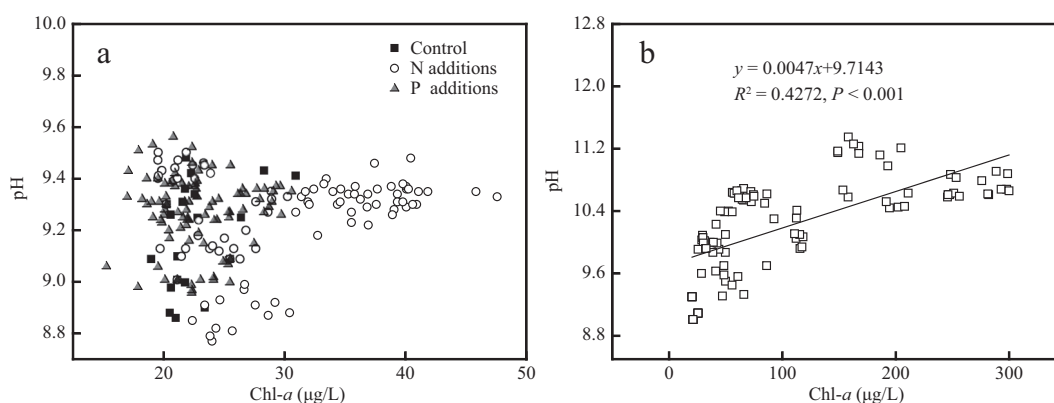 a
Control
N additions
P additions
10.0
9.8
9.6
9.4
9.2
9.0
8.8
pH
20
30
40
50
Chl-a (μg/L)
b
y = 0.0047x+9.7143
R² = 0.4272, P < 0.001
12.8
12.0
11.2
10.4
9.6
8.8
pH
0
100
200
300
Chl-a (μg/L)